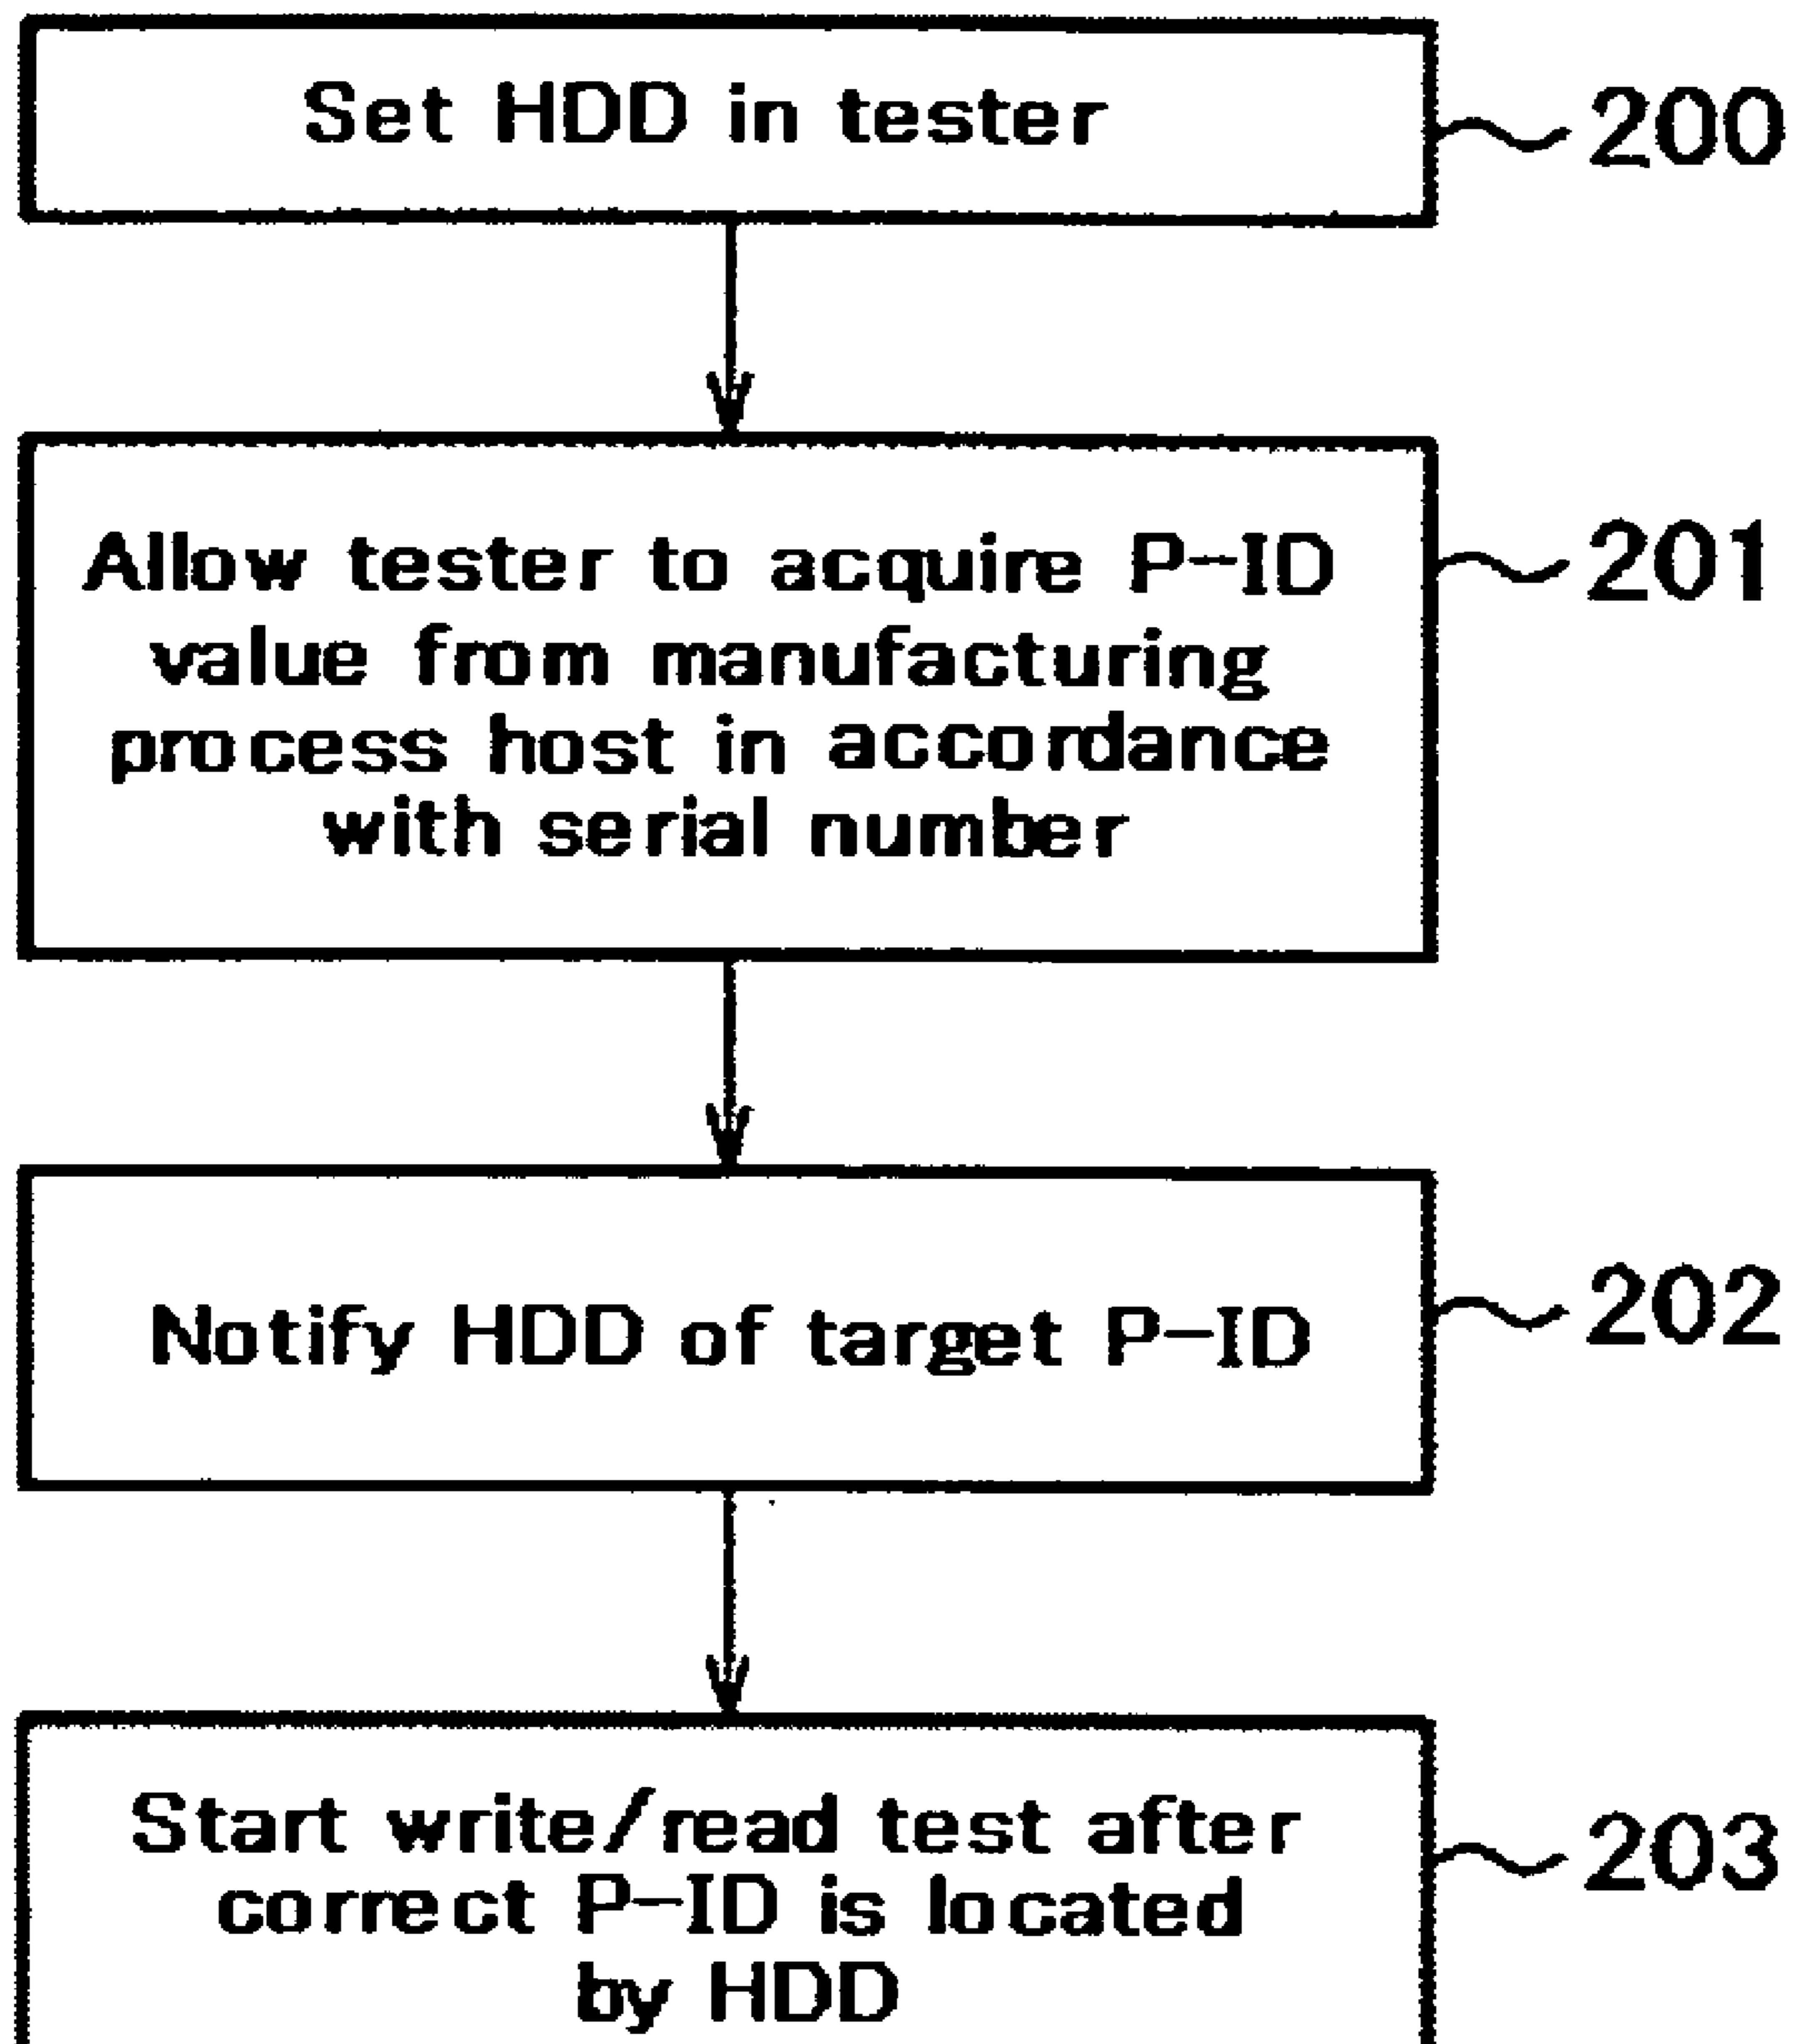 Set HDD in tester
200
Allow tester to acquire P-ID
201
value from manufacturing
process host in accordance
with serial number
Notify HDD of target P-ID
202
Start write/read test after
203
correct P-ID is located
by HDD